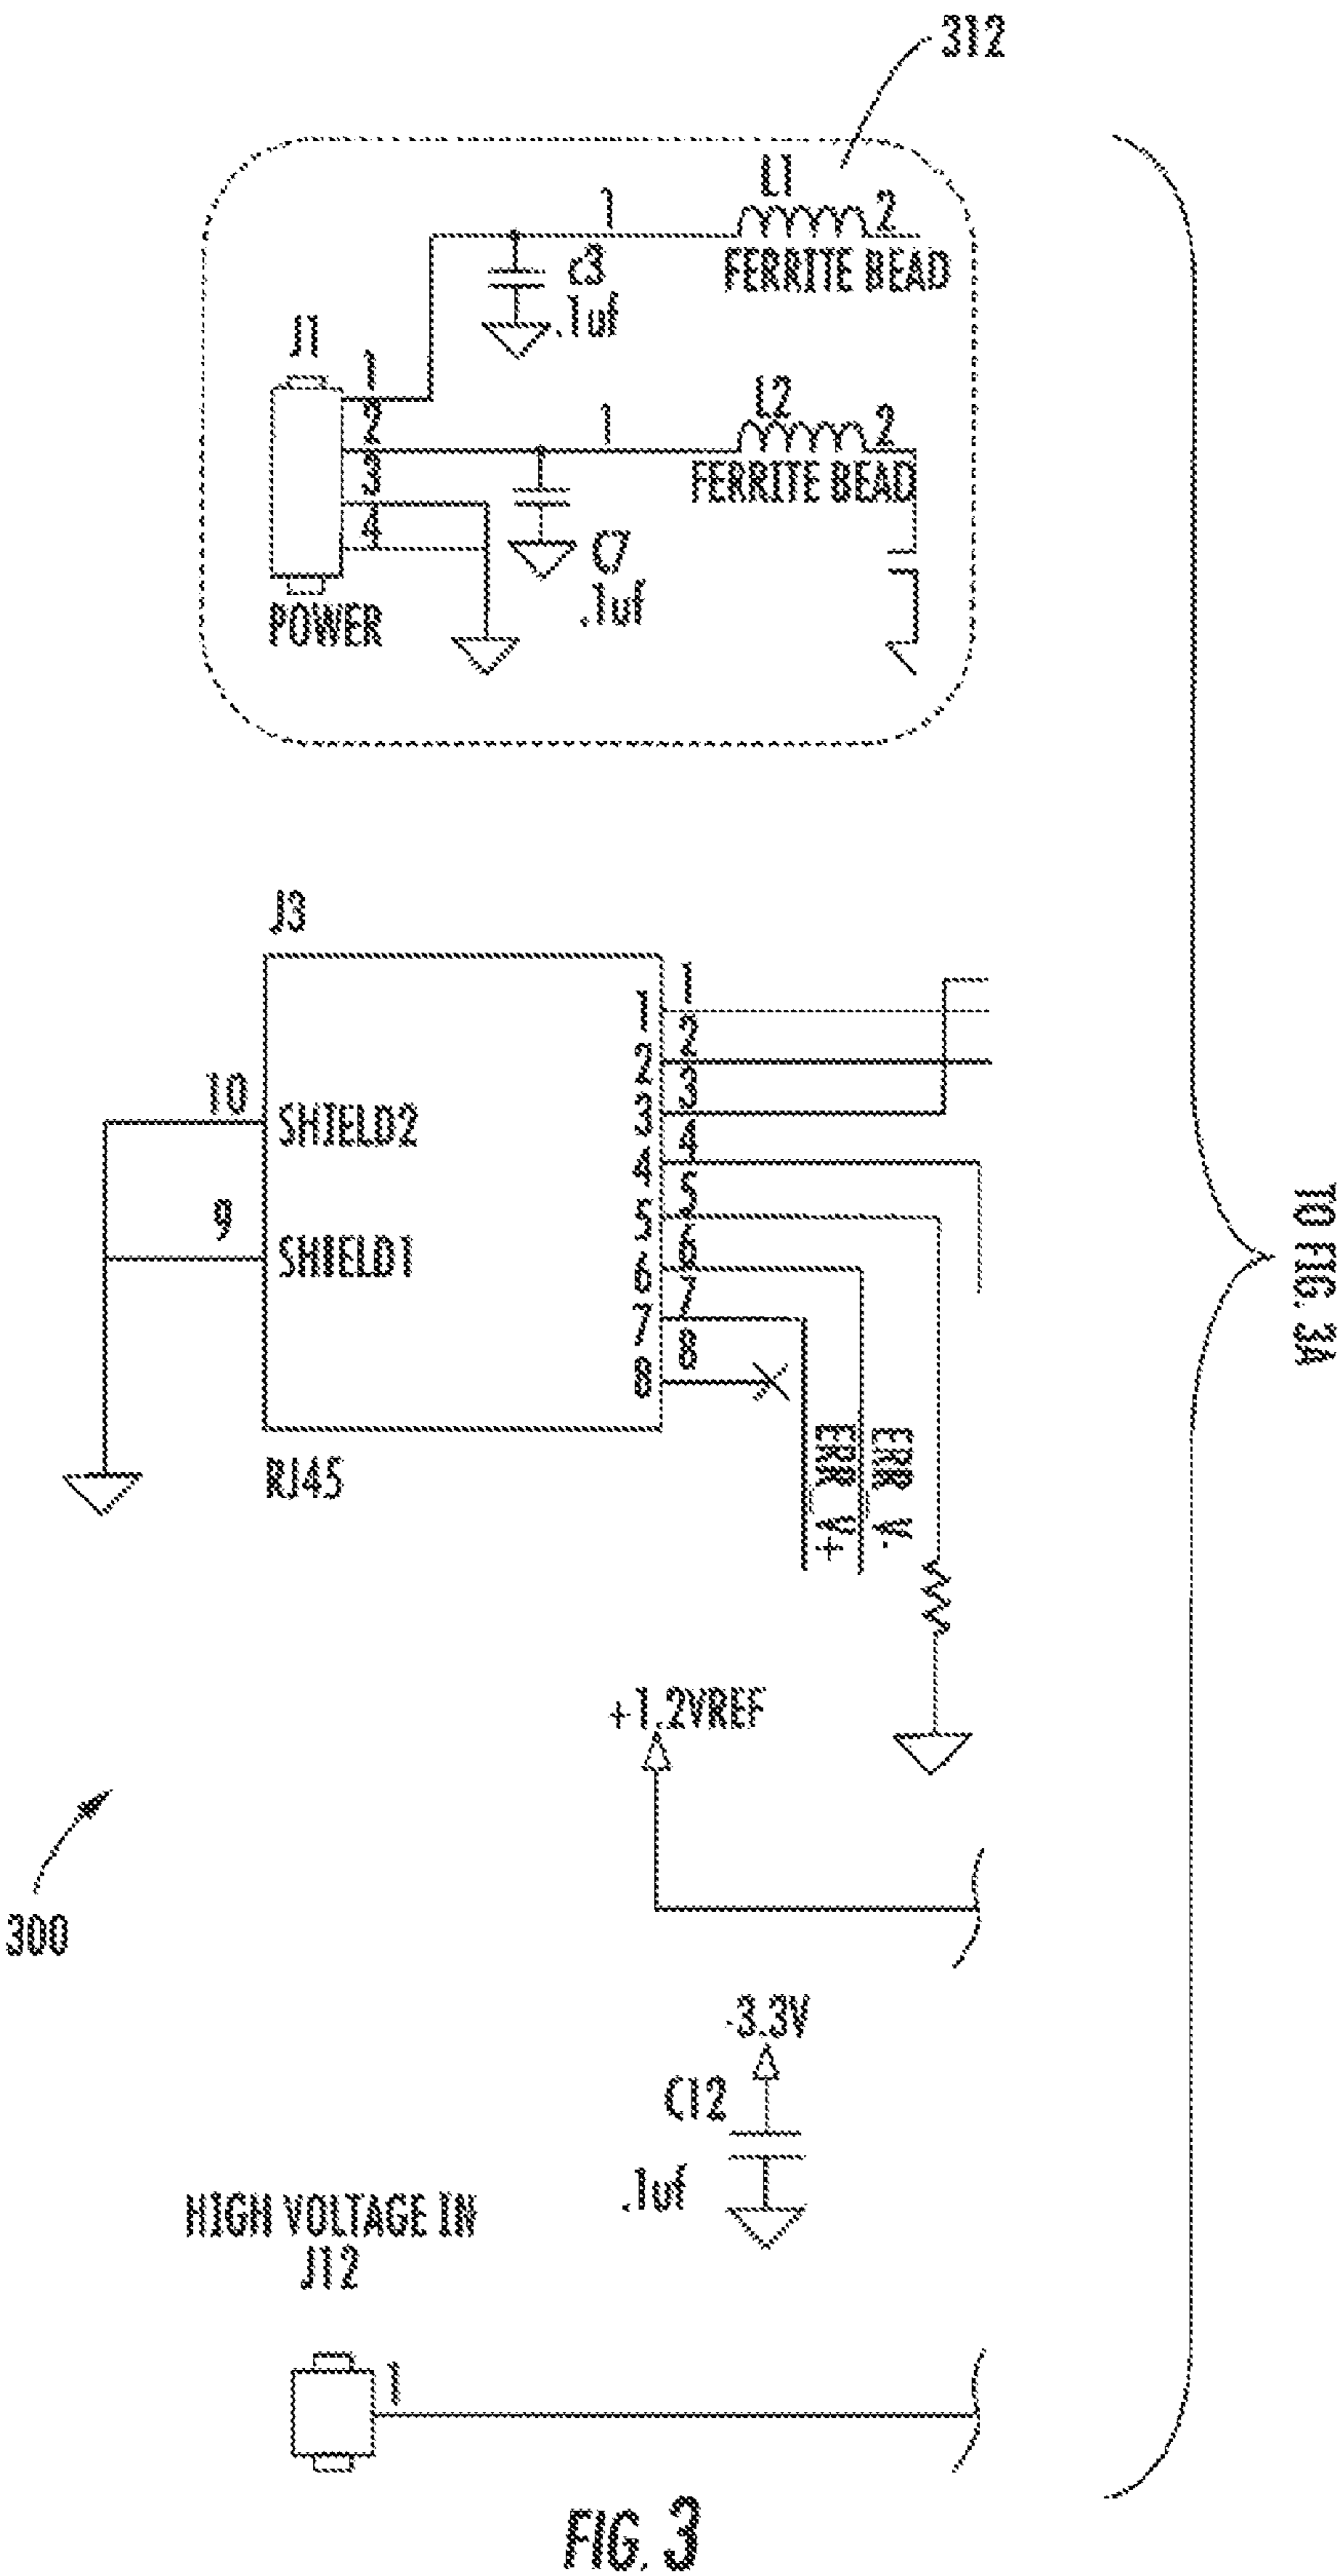 312
L1
1
2
c3
FERRITE BEAD
.1uf
J1
1
L2
2
1
2
3
FERRITE BEAD
4
C7
.1uf
POWER
J3
1
1
2
2
3
10
SHIELD2
3
4
4
5
9
5
SHIELD1
6
6
7
7
8
8
ERR_V+
ERR_V-
RJ45
TO FIG. 3A
+1.2VREF
300
-3.3V
C12
.1uf
HIGH VOLTAGE IN
J12
1
FIG. 3